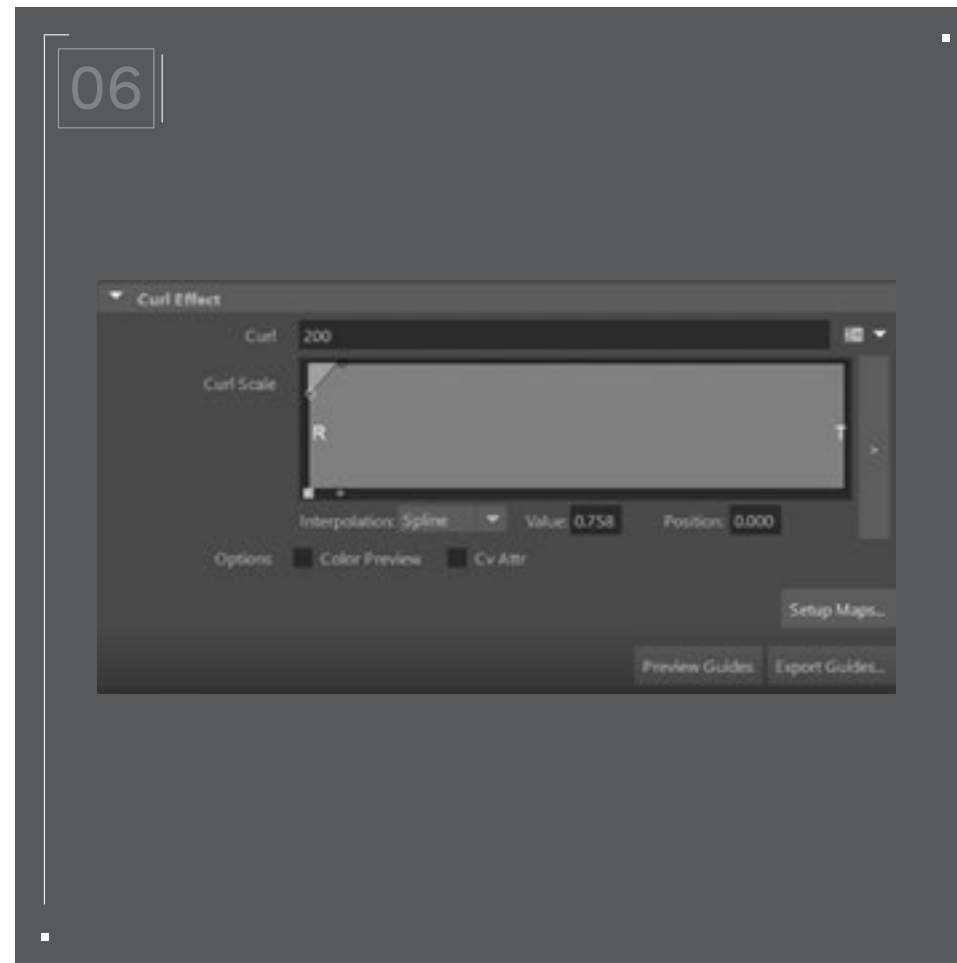 06
Curl Effect
Curl 200
Curl Scale
R T
>
Interpolation: Spline Value: 0.758 Position: 0.000
Options Color Preview Cv Attr
Setup Maps...
Preview Guides Export Guides...